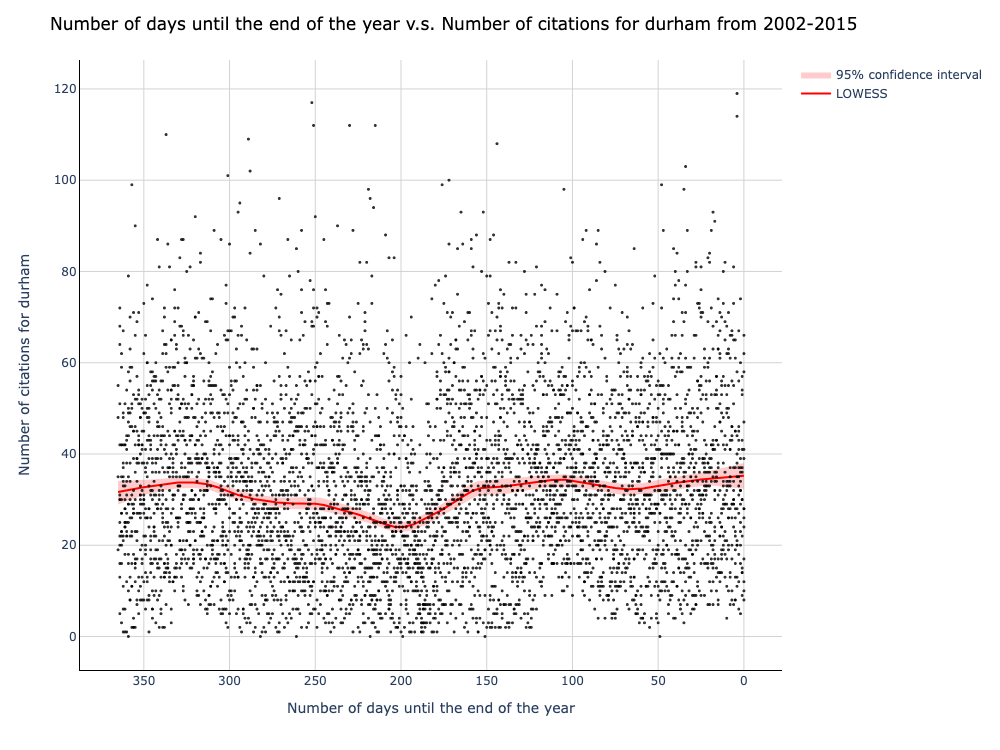 Number of days until the end of the year v.s. Number of citations for durham from 2002-2015
95% confidence interval
LOWESS
120
100
80
60
40
20
0
Number of citations for durham
350 300 250 200 150 100 50 0
Number of days until the end of the year